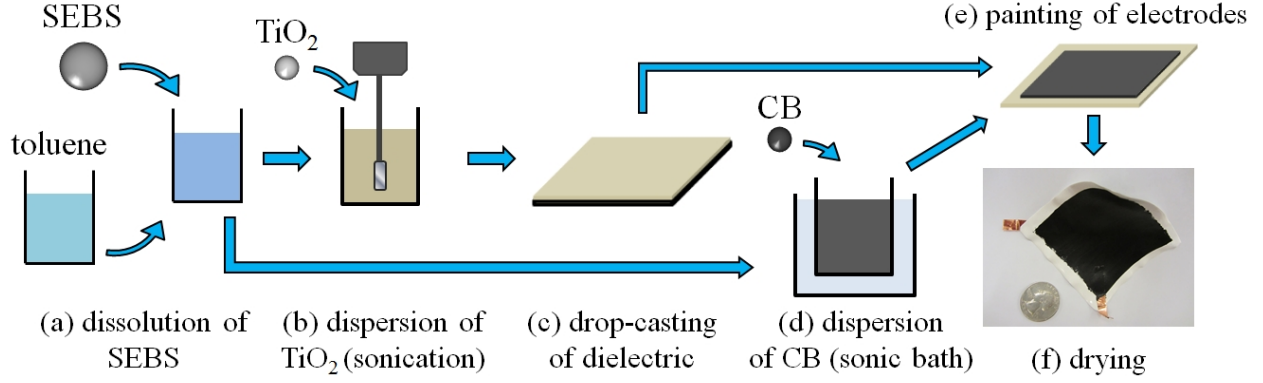 SEBS
TiO₂
(e) painting of electrodes
CB
toluene
(a) dissolution of
SEBS
(b) dispersion of
TiO₂ (sonication)
(c) drop-casting
of dielectric
(d) dispersion
of CB (sonic bath)
(f) drying